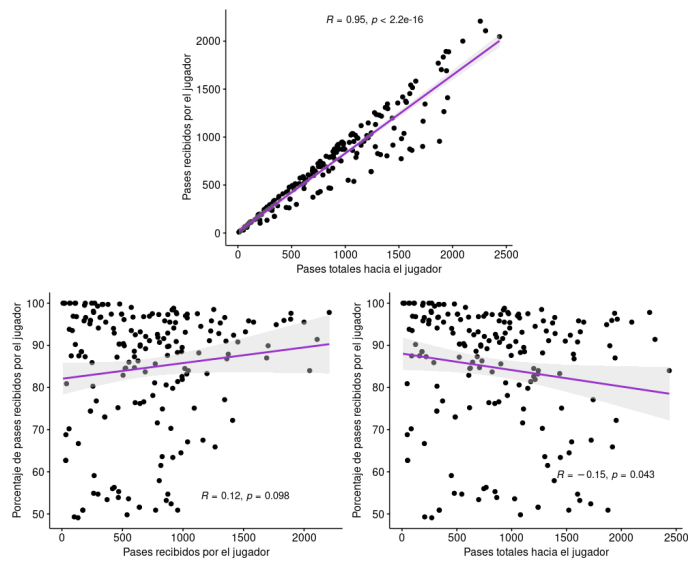 R = 0.95, p < 2.2e-16
Pases recibidos por el jugador
2000
1500
1000
500
0
0 500 1000 1500 2000 2500
Pases totales hacia el jugador
Porcentaje de pases recibidos por el jugador
100
90
80
70
60
50
R = 0.12, p = 0.098
0 500 1000 1500 2000
Pases recibidos por el jugador
Porcentaje de pases recibidos por el jugador
100
90
80
70
60
50
R = −0.15, p = 0.043
0 500 1000 1500 2000 2500
Pases totales hacia el jugador